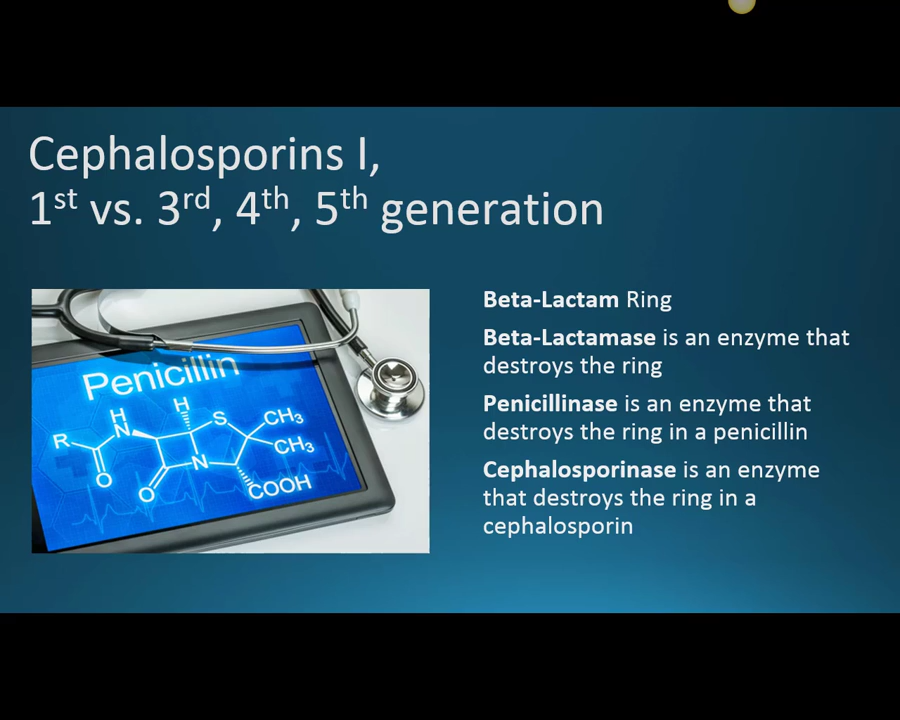 Cephalosporins I,
1st vs. 3rd, 4th, 5th generation
Penicillin
H
H
R
N
S
CH3
CH3
N
O
O
COOH
Beta-Lactam Ring
Beta-Lactamase is an enzyme that
destroys the ring
Penicillinase is an enzyme that
destroys the ring in a penicillin
Cephalosporinase is an enzyme
that destroys the ring in a
cephalosporin